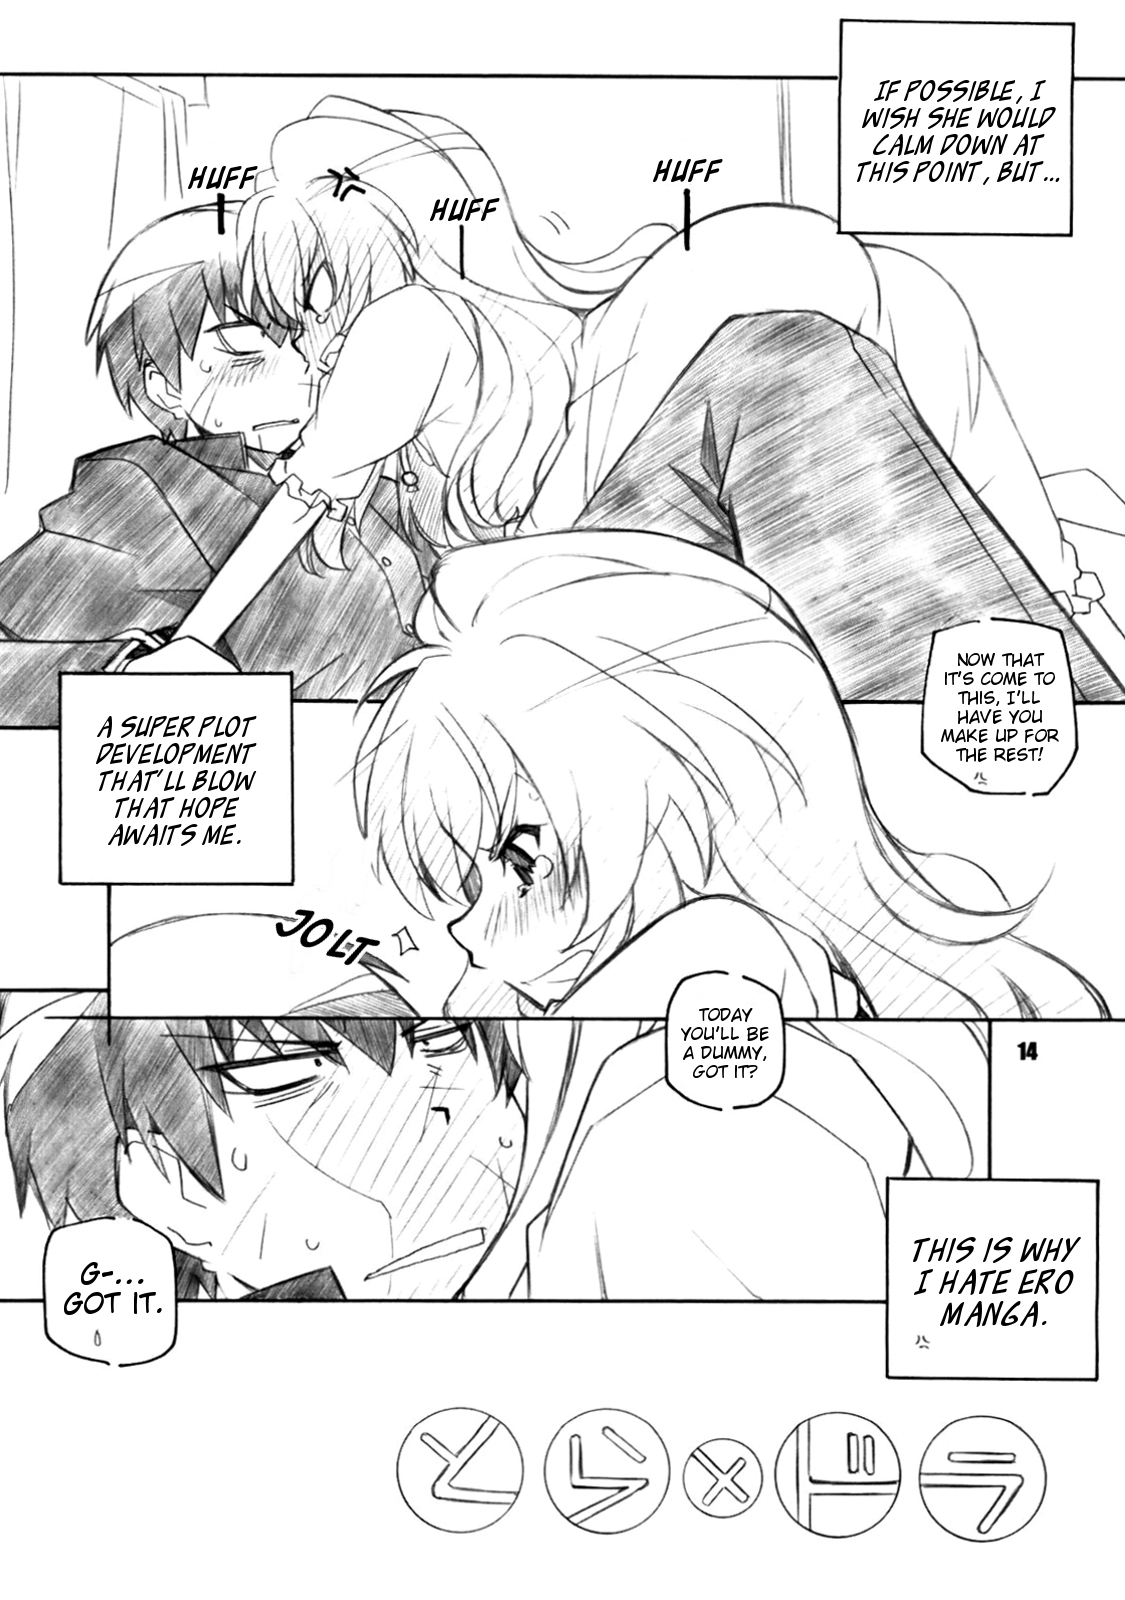 IF POSSIBLE, I
WISH SHE WOULD
CALM DOWN AT
THIS POINT, BUT...
HUFF
HUFF
HUFF
NOW THAT
IT'S COME TO
THIS, I'LL
HAVE YOU
MAKE UP FOR
THE REST!
A SUPER PLOT
DEVELOPMENT
THAT'LL BLOW
THAT HOPE
AWAITS ME.
JOLT
TODAY
YOU'LL BE
A DUMMY,
GOT IT?
14
G-...
GOT IT.
THIS IS WHY
I HATE ERO
MANGA.
とら×ドラ